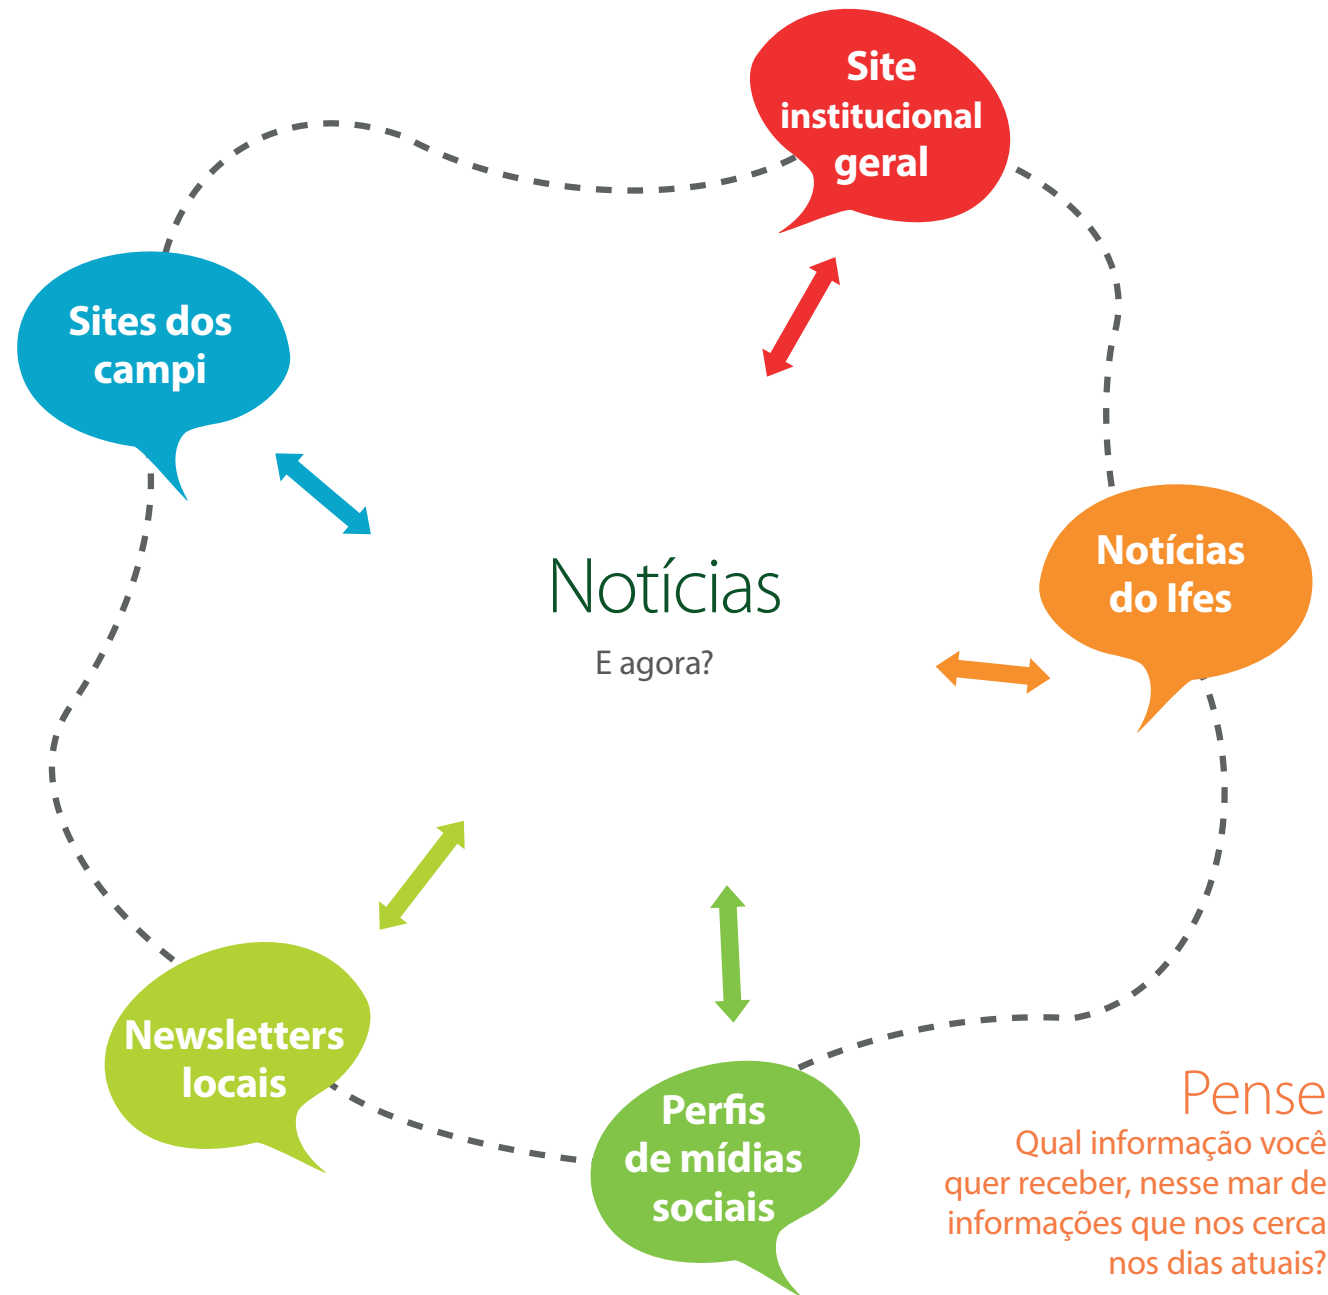 Site
institucional
geral
Sites dos
campi
Notícias
do Ifes
Notícias
E agora?
Newsletters
locais
Perfis
de mídias
sociais
Pense
Qual informação você
quer receber, nesse mar de
informações que nos cerca
nos dias atuais?